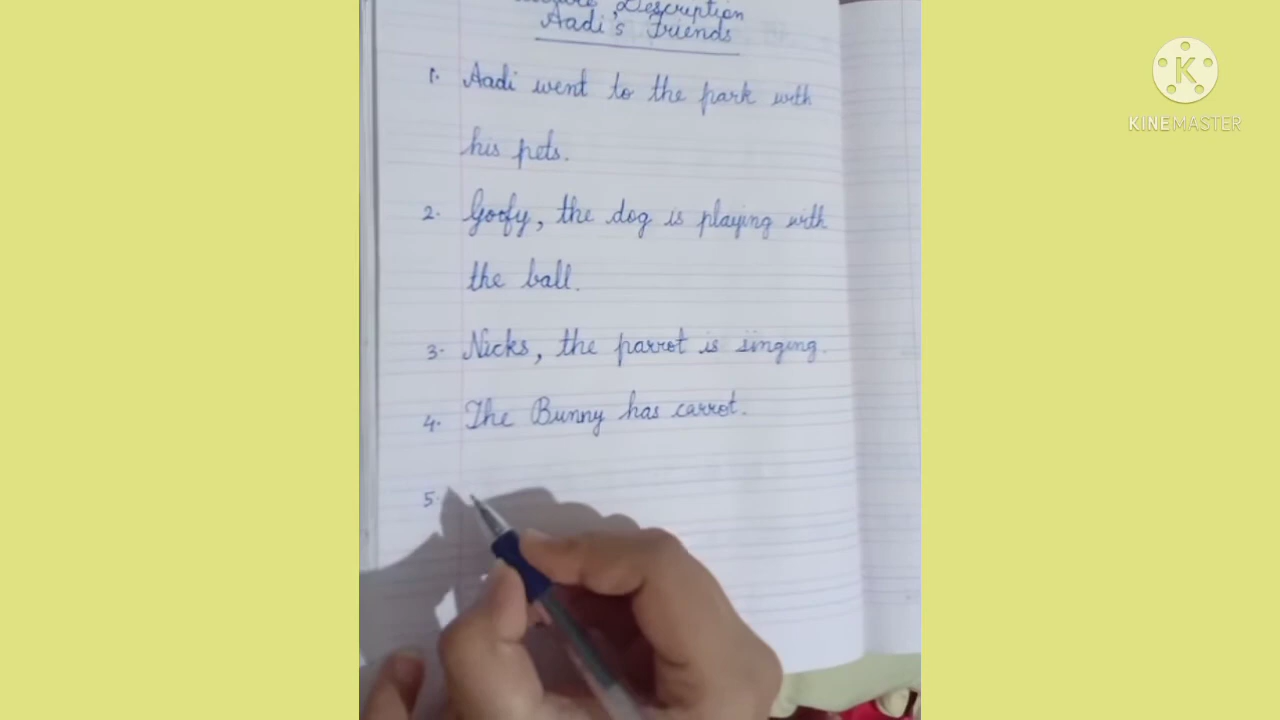 Description
Aadi's Friends
1. Aadi went to the park with
his pets.
2. Goofy, the dog is playing with
the ball.
3. Nicks, the parrot is singing.
4. The Bunny has carrot.
5.
KINEMASTER